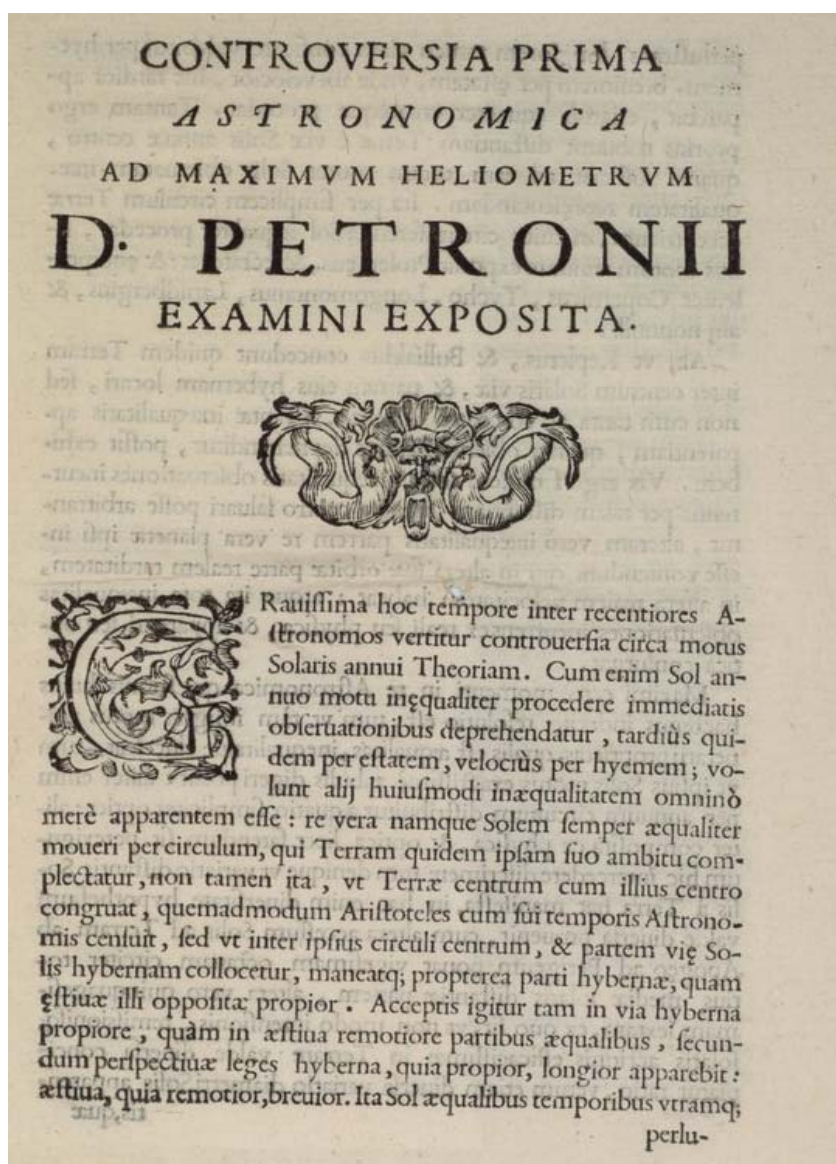 CONTROVERSIA PRIMA
ASTRONOMICA
AD MAXIMVM HELIOMETRVM
D. PETRONII
EXAMINI EXPOSITA.
GRauiſſima hoc tempore inter recentiores A-
ſtronomos vertitur controuerſia circa motus
Solaris annui Theoriam. Cum enim Sol an-
nuo motu inęqualiter procedere immediatis
obſeruationibus deprehendatur, tardiùs qui-
dem per eſtatem, velociùs per hyemem; vo-
lunt alij huiuſmodi inæqualitatem omninò
merè apparentem eſſe: re vera namque Solem ſemper æqualiter
moueri per circulum, qui Terram quidem ipſam ſuo ambitu com-
plectatur, non tamen ita, vt Terræ centrum cum illius centro
congruat, quemadmodum Ariſtoteles cum ſui temporis Aſtrono-
mis cenſuit, ſed vt inter ipſius circuli centrum, & partem vię So-
lis hybernam collocetur, maneatq; propterea parti hybernæ, quam
ęſtiuæ illi oppoſitæ propior. Acceptis igitur tam in via hyberna
propiore, quàm in æſtiua remotiore partibus æqualibus, ſecun-
dum perſpectiuæ leges hyberna, quia propior, longior apparebit:
æſtiua, quia remotior, breuior. Ita Sol æqualibus temporibus vtramq;
perlu-